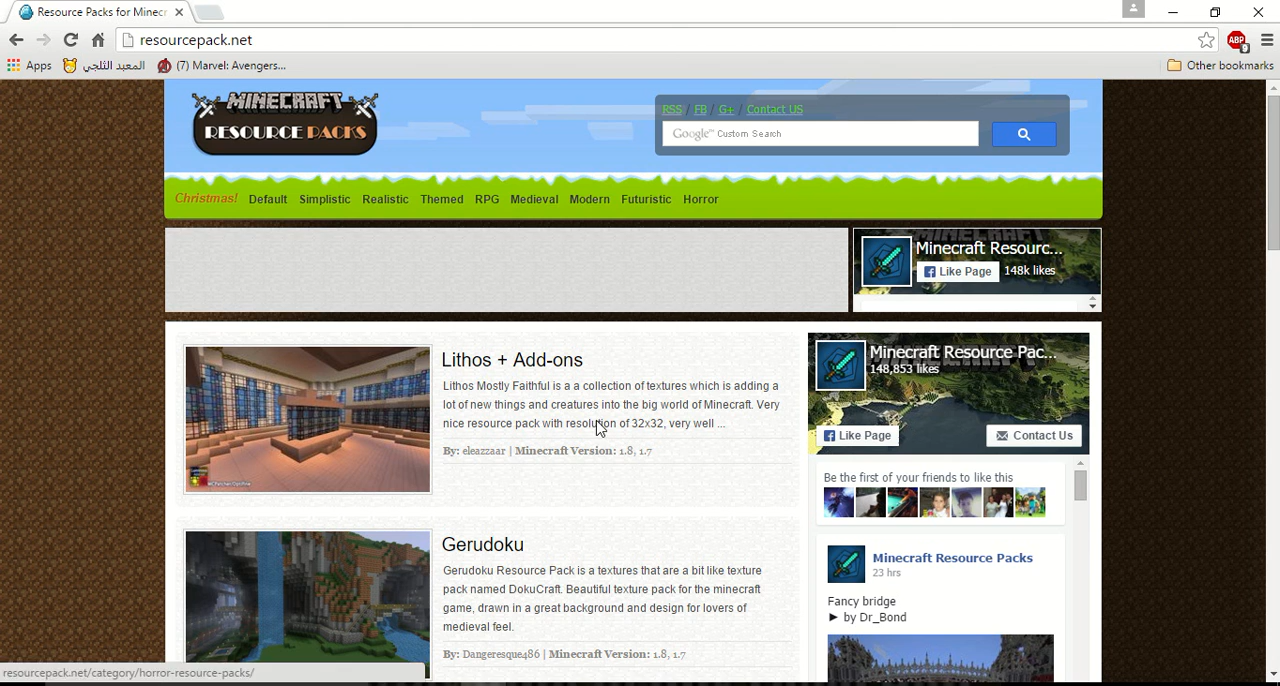 Resource Packs for Minecr
resourcepack.net
ABP
9
Apps
المعبد الثلجي
(7) Marvel: Avengers...
Other bookmarks
MINECRAFT
RESOURCE PACKS
RSS / FB / G+ / Contact US
Google™ Custom Search
Christmas! Default Simplistic Realistic Themed RPG Medieval Modern Futuristic Horror
Minecraft Resourc...
Like Page 148k likes
Lithos + Add-ons
Lithos Mostly Faithful is a a collection of textures which is adding a
lot of new things and creatures into the big world of Minecraft. Very
nice resource pack with resolution of 32x32, very well ...
By: eleazzaar | Minecraft Version: 1.8, 1.7
Gerudoku
Gerudoku Resource Pack is a textures that are a bit like texture
pack named DokuCraft. Beautiful texture pack for the minecraft
game, drawn in a great background and design for lovers of
medieval feel.
By: Dangeresque486 | Minecraft Version: 1.8, 1.7
Minecraft Resource Pac...
148,853 likes
Like Page
Contact Us
Be the first of your friends to like this
Minecraft Resource Packs
23 hrs
Fancy bridge
► by Dr_Bond
resourcepack.net/category/horror-resource-packs/